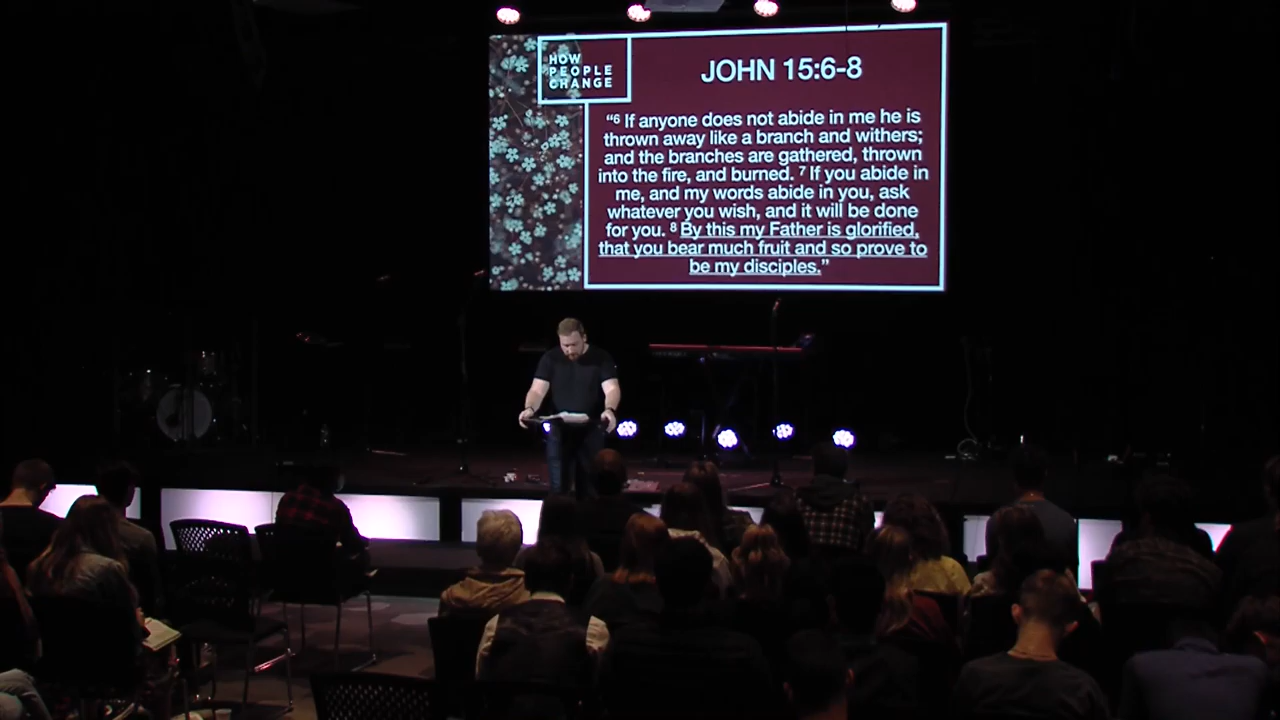 HOW
PEOPLE
CHANGE
JOHN 15:6-8
“⁶ If anyone does not abide in me he is
thrown away like a branch and withers;
and the branches are gathered, thrown
into the fire, and burned. ⁷ If you abide in
me, and my words abide in you, ask
whatever you wish, and it will be done
for you. ⁸ By this my Father is glorified,
that you bear much fruit and so prove to
be my disciples.”